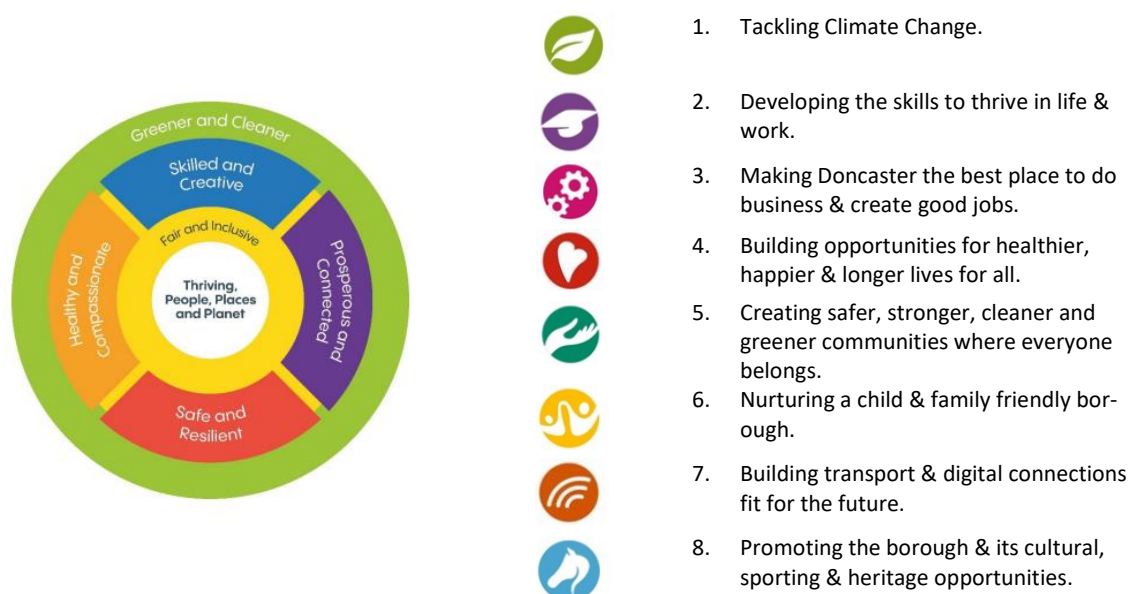 Greener and Cleaner
Skilled and
Creative
Fair and Inclusive
Healthy and
Compassionate
Thriving,
People, Places
and Planet
Prosperous and
Connected
Safe and
Resilient
1. Tackling Climate Change.
2. Developing the skills to thrive in life &
work.
3. Making Doncaster the best place to do
business & create good jobs.
4. Building opportunities for healthier,
happier & longer lives for all.
5. Creating safer, stronger, cleaner and
greener communities where everyone
belongs.
6. Nurturing a child & family friendly bor-
ough.
7. Building transport & digital connections
fit for the future.
8. Promoting the borough & its cultural,
sporting & heritage opportunities.